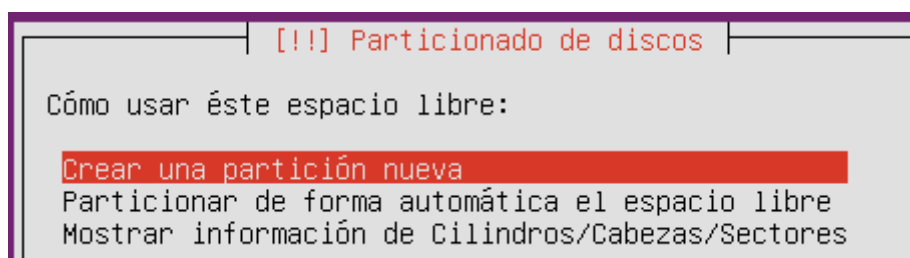 [!!] Particionado de discos
Cómo usar éste espacio libre:
Crear una partición nueva
Particionar de forma automática el espacio libre
Mostrar información de Cilindros/Cabezas/Sectores